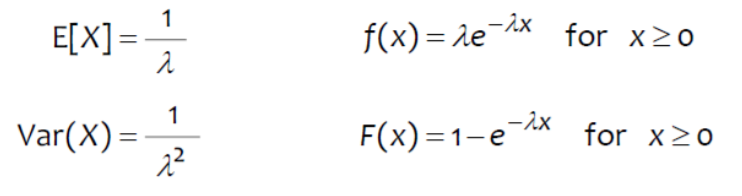 E[X] = 1/λ    f(x) = λe^{−λx} for x ≥ 0
Var(X) = 1/λ²    F(x) = 1−e^{−λx} for x ≥ 0